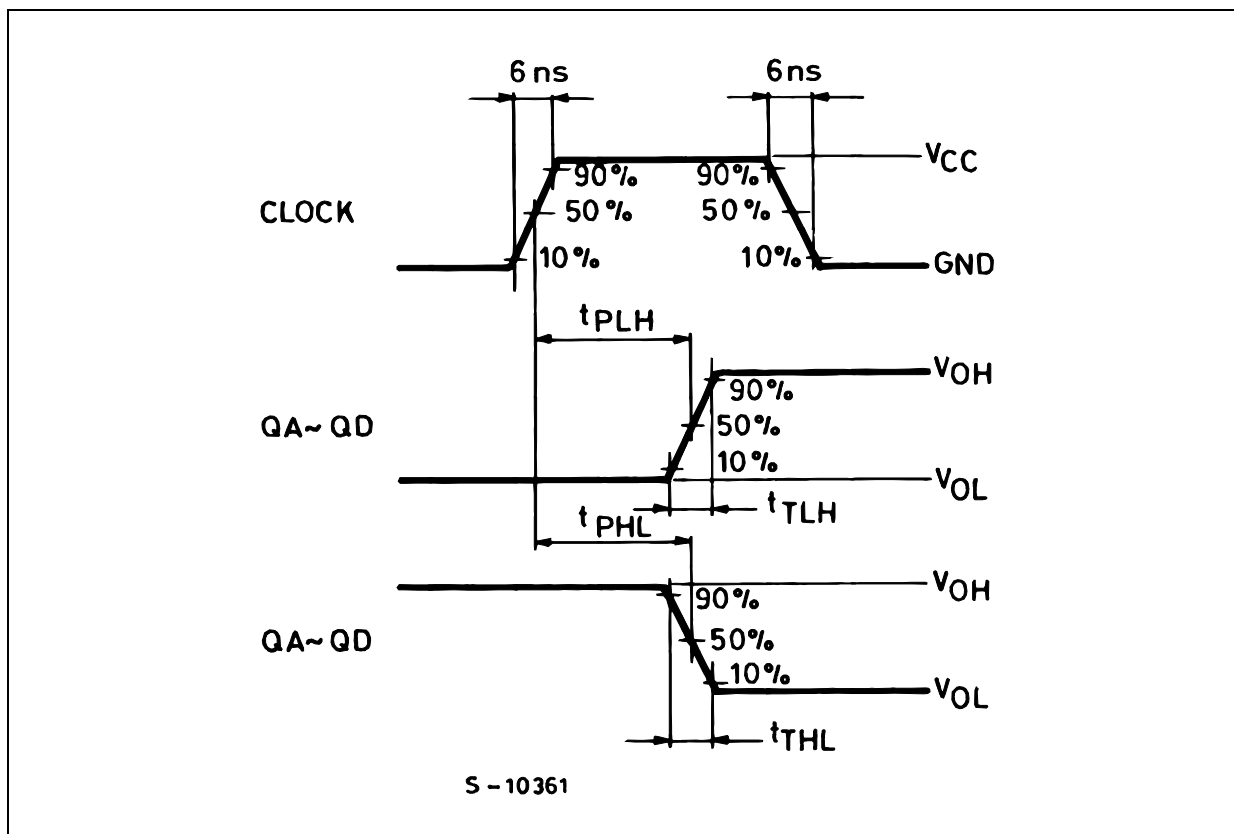 6 ns 6 ns
VCC
90% 90%
CLOCK 50% 50%
10% 10% GND
tPLH
VOH
90%
QA~QD 50%
10%
VOL
tTLH
tPHL
VOH
90%
QA~QD 50%
10%
VOL
tTHL
S-10361